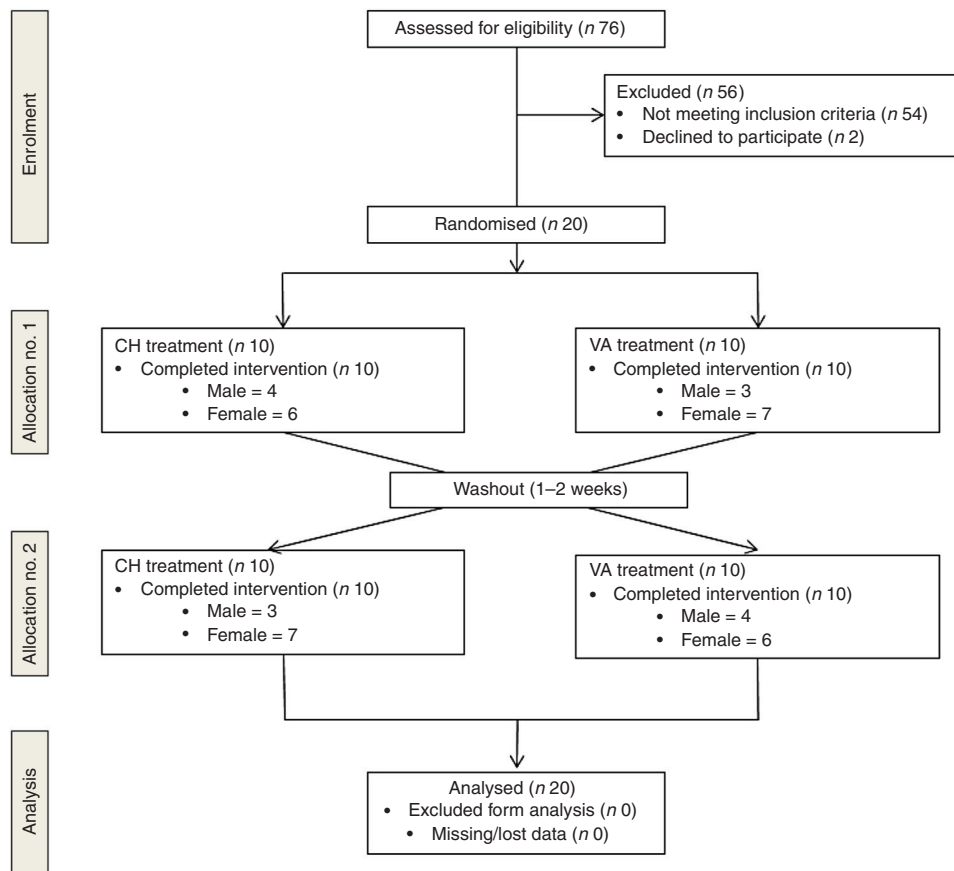 Enrolment
Assessed for eligibility (n 76)
Excluded (n 56)
• Not meeting inclusion criteria (n 54)
• Declined to participate (n 2)
Randomised (n 20)
Allocation no. 1
CH treatment (n 10)
• Completed intervention (n 10)
• Male = 4
• Female = 6
VA treatment (n 10)
• Completed intervention (n 10)
• Male = 3
• Female = 7
Washout (1–2 weeks)
Allocation no. 2
CH treatment (n 10)
• Completed intervention (n 10)
• Male = 3
• Female = 7
VA treatment (n 10)
• Completed intervention (n 10)
• Male = 4
• Female = 6
Analysis
Analysed (n 20)
• Excluded form analysis (n 0)
• Missing/lost data (n 0)